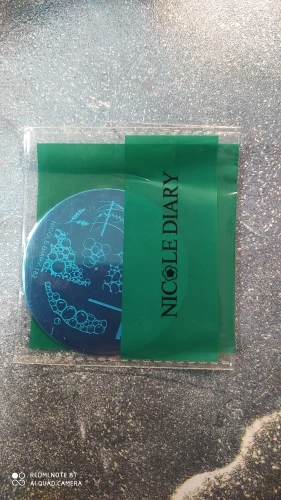 NICOLE DIARY
REDMI NOTE 8T
AI QUAD CAMERA